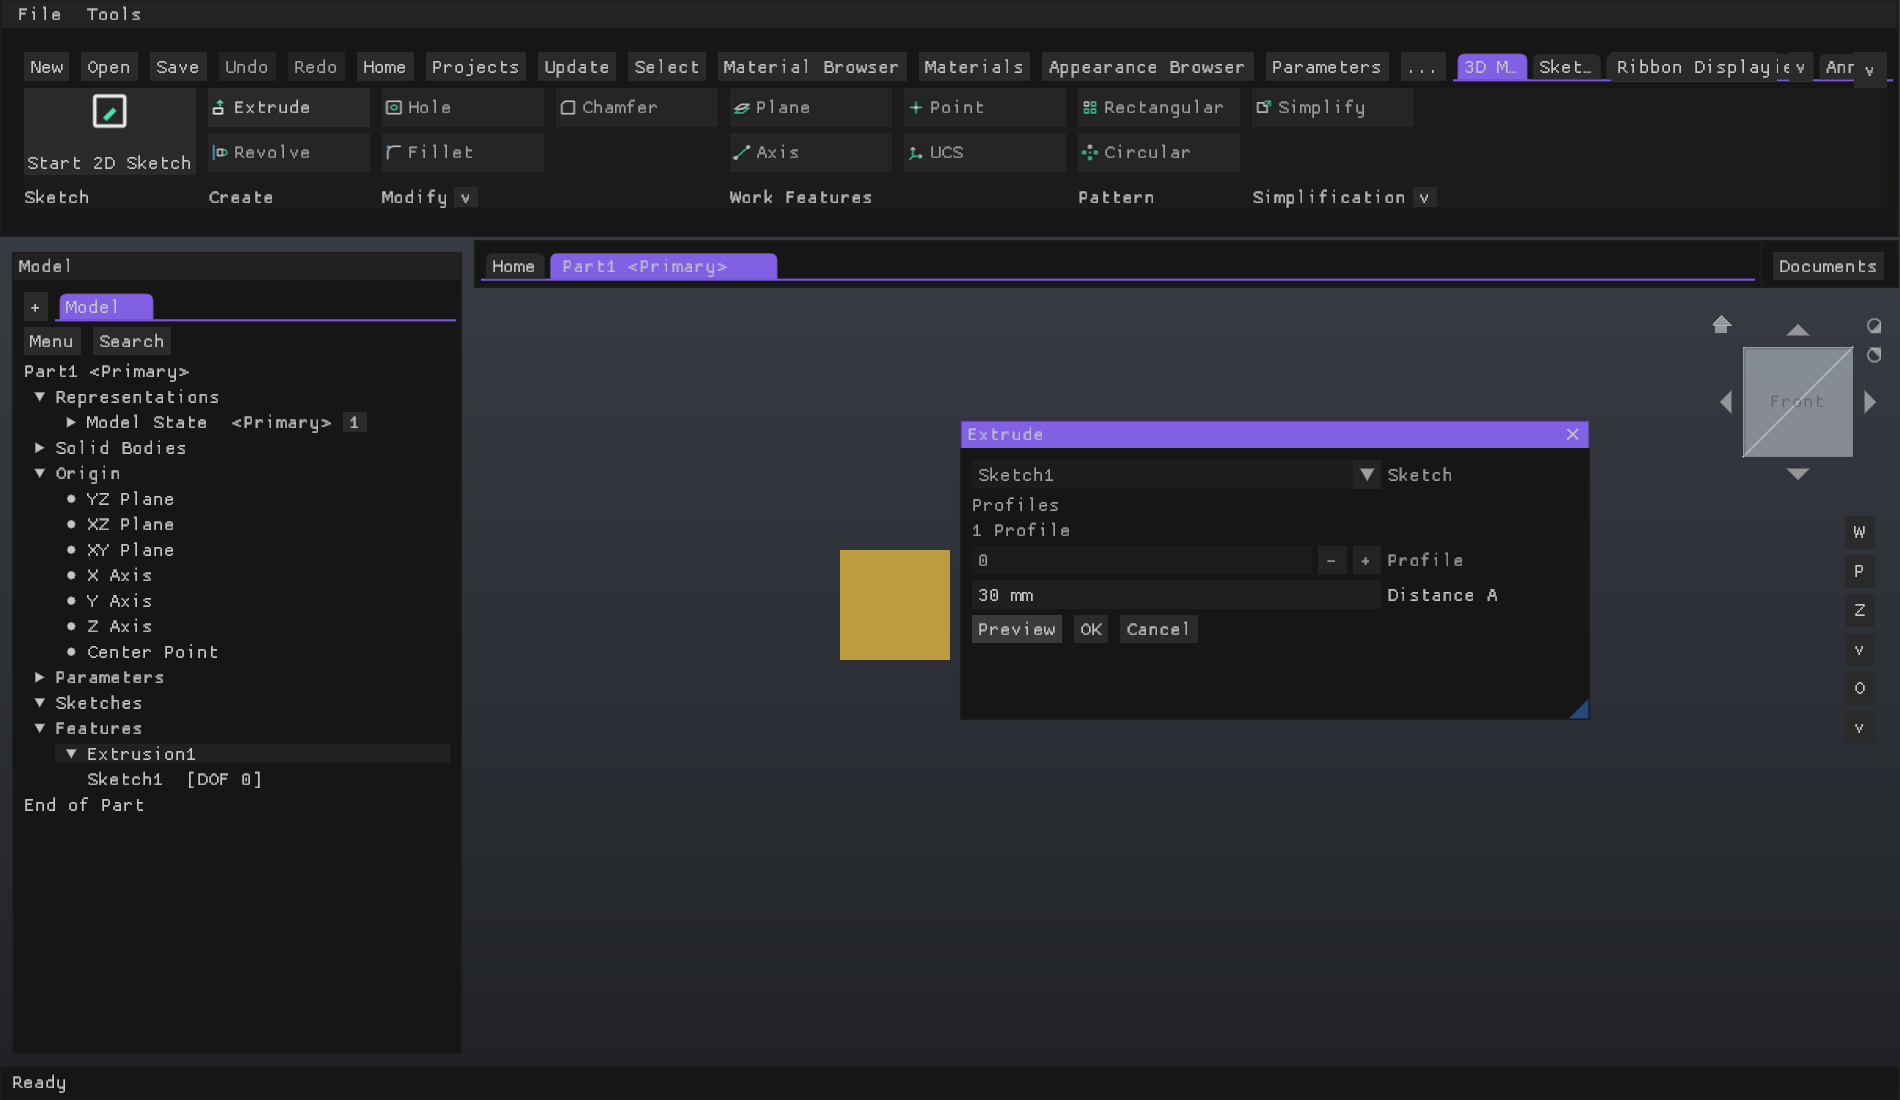 File Tools
New Open Save Undo Redo Home Projects Update Select Material Browser Materials Appearance Browser Parameters ... 3D M… Sket… Ribbon Displayie v Anr v
Extrude Hole Chamfer Plane Point Rectangular Simplify
Start 2D Sketch Revolve Fillet Axis UCS Circular
Sketch Create Modify v Work Features Pattern Simplification v
Model
Home Part1 <Primary> Documents
+ Model
Menu Search
Part1 <Primary>
Representations
Model State <Primary> 1
Solid Bodies
Origin
YZ Plane
XZ Plane
XY Plane
X Axis
Y Axis
Z Axis
Center Point
Parameters
Sketches
Features
Extrusion1
Sketch1 [DOF 0]
End of Part
Front
Extrude
Sketch1 Sketch
Profiles
1 Profile
0 - + Profile
30 mm Distance A
Preview OK Cancel
W
P
Z
v
O
v
Ready